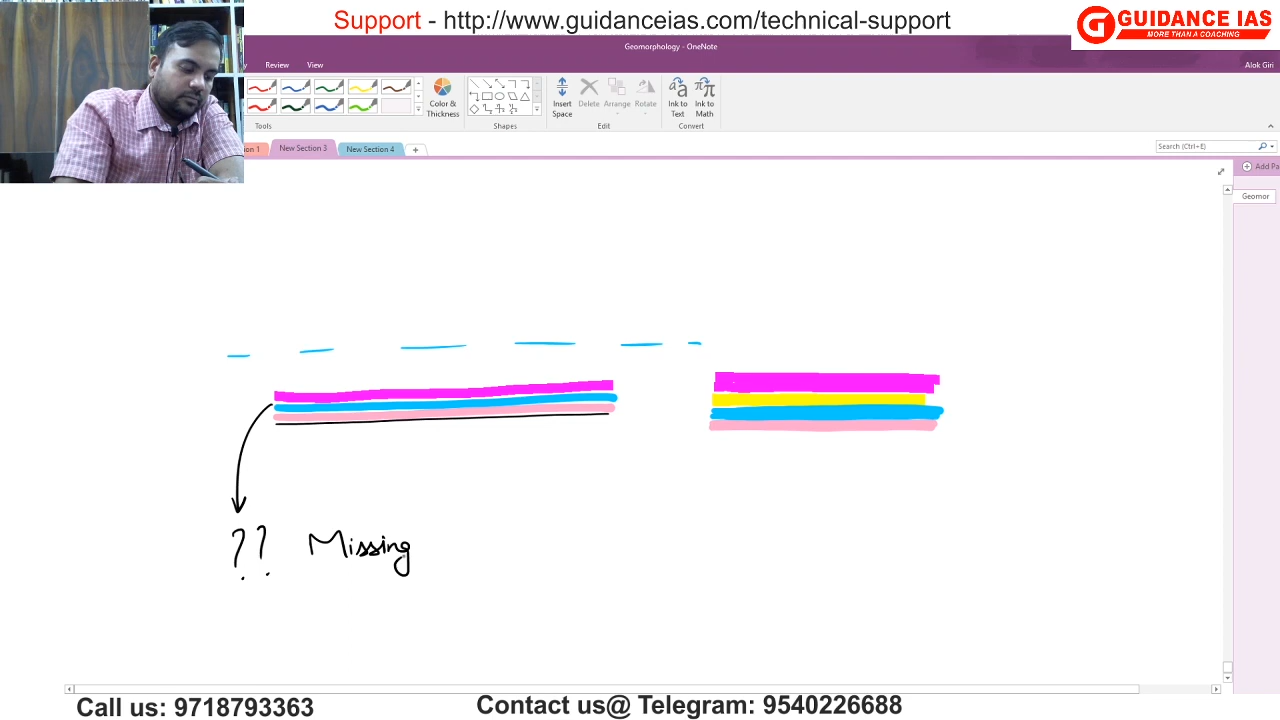 Support - http://www.guidanceias.com/technical-support
GUIDANCE IAS
MORE THAN A COACHING
Geomorphology - OneNote
Review View
Alok Giri
Color & Thickness
Insert Space
Delete
Arrange
Rotate
Ink to Text
Ink to Math
Tools
Shapes
Edit
Convert
New Section 3
New Section 4
Search (Ctrl+E)
Add Pa
Geomor
?? Missing
Call us: 9718793363
Contact us@ Telegram: 9540226688